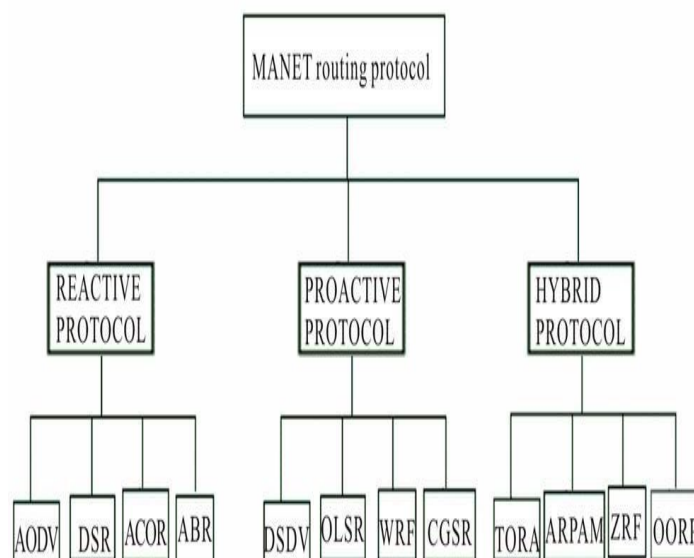 MANET routing protocol
REACTIVE
PROTOCOL
PROACTIVE
PROTOCOL
HYBRID
PROTOCOL
AODV DSR ACOR ABR DSDV OLSR WRF CGSR TORA ARPAM ZRF